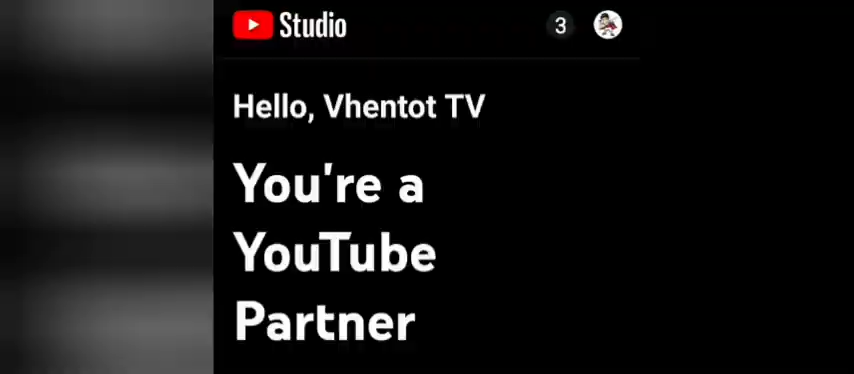 Studio
3
Hello, Vhentot TV
You're a
YouTube
Partner